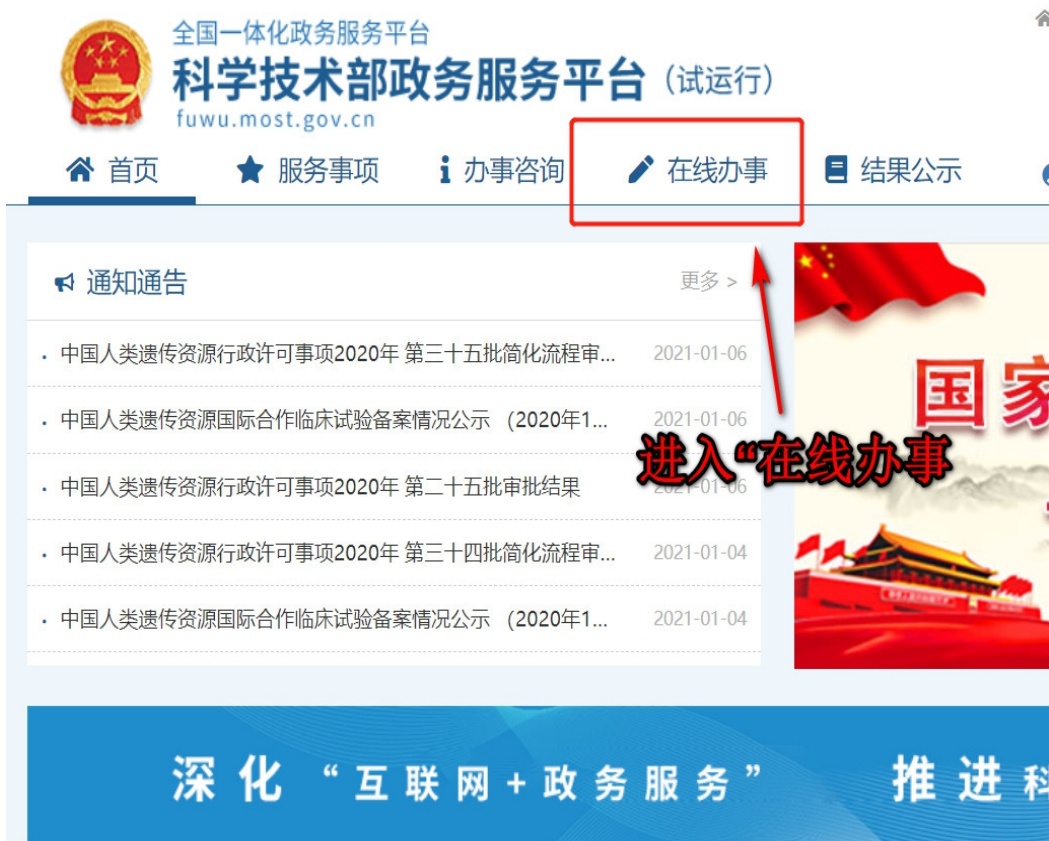 全国一体化政务服务平台
科学技术部政务服务平台（试运行）
fuwu.most.gov.cn
首页 服务事项 办事咨询 在线办事 结果公示
通知通告 更多 >
· 中国人类遗传资源行政许可事项2020年 第三十五批简化流程审... 2021-01-06
· 中国人类遗传资源国际合作临床试验备案情况公示 （2020年1... 2021-01-06
进入“在线办事
· 中国人类遗传资源行政许可事项2020年 第二十五批审批结果 2021-01-06
· 中国人类遗传资源行政许可事项2020年 第三十四批简化流程审... 2021-01-04
· 中国人类遗传资源国际合作临床试验备案情况公示 （2020年1... 2021-01-04
国家
深化“互联网+政务服务” 推进科